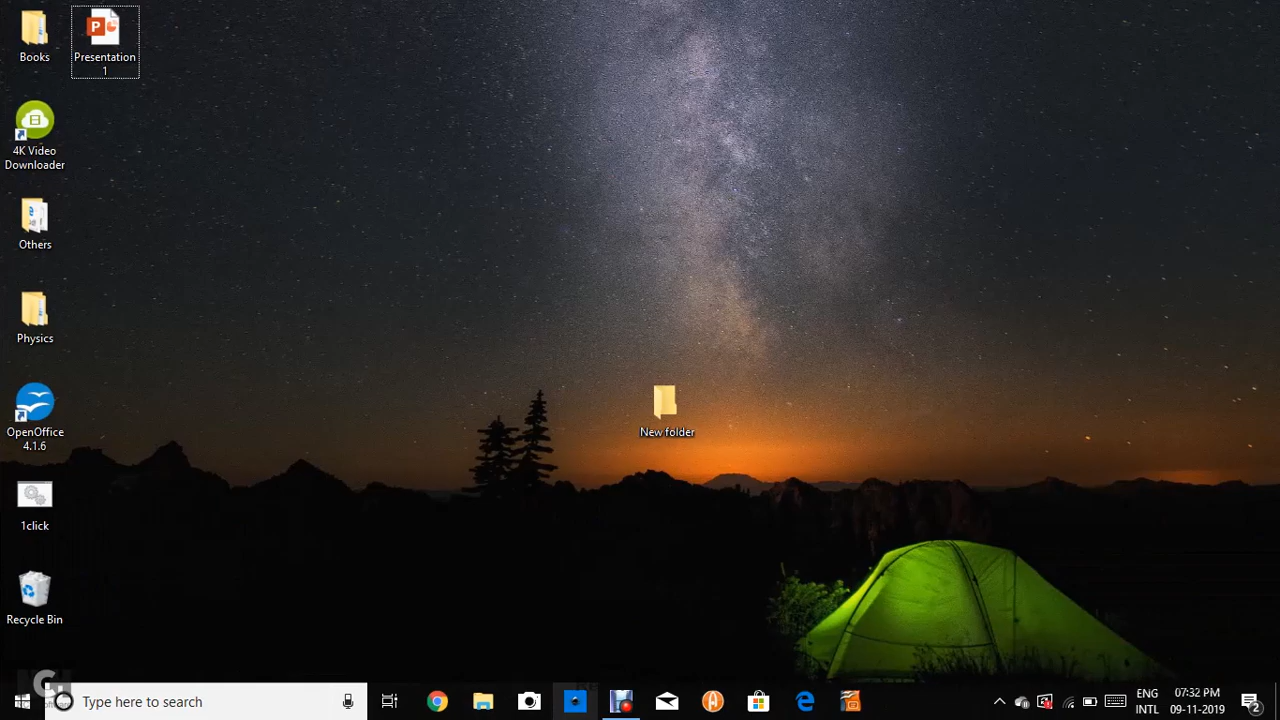 Books
Presentation
1
4K Video
Downloader
Others
Physics
New folder
OpenOffice
4.1.6
1click
Recycle Bin
Type here to search
ENG
INTL
07:32 PM
09-11-2019
2